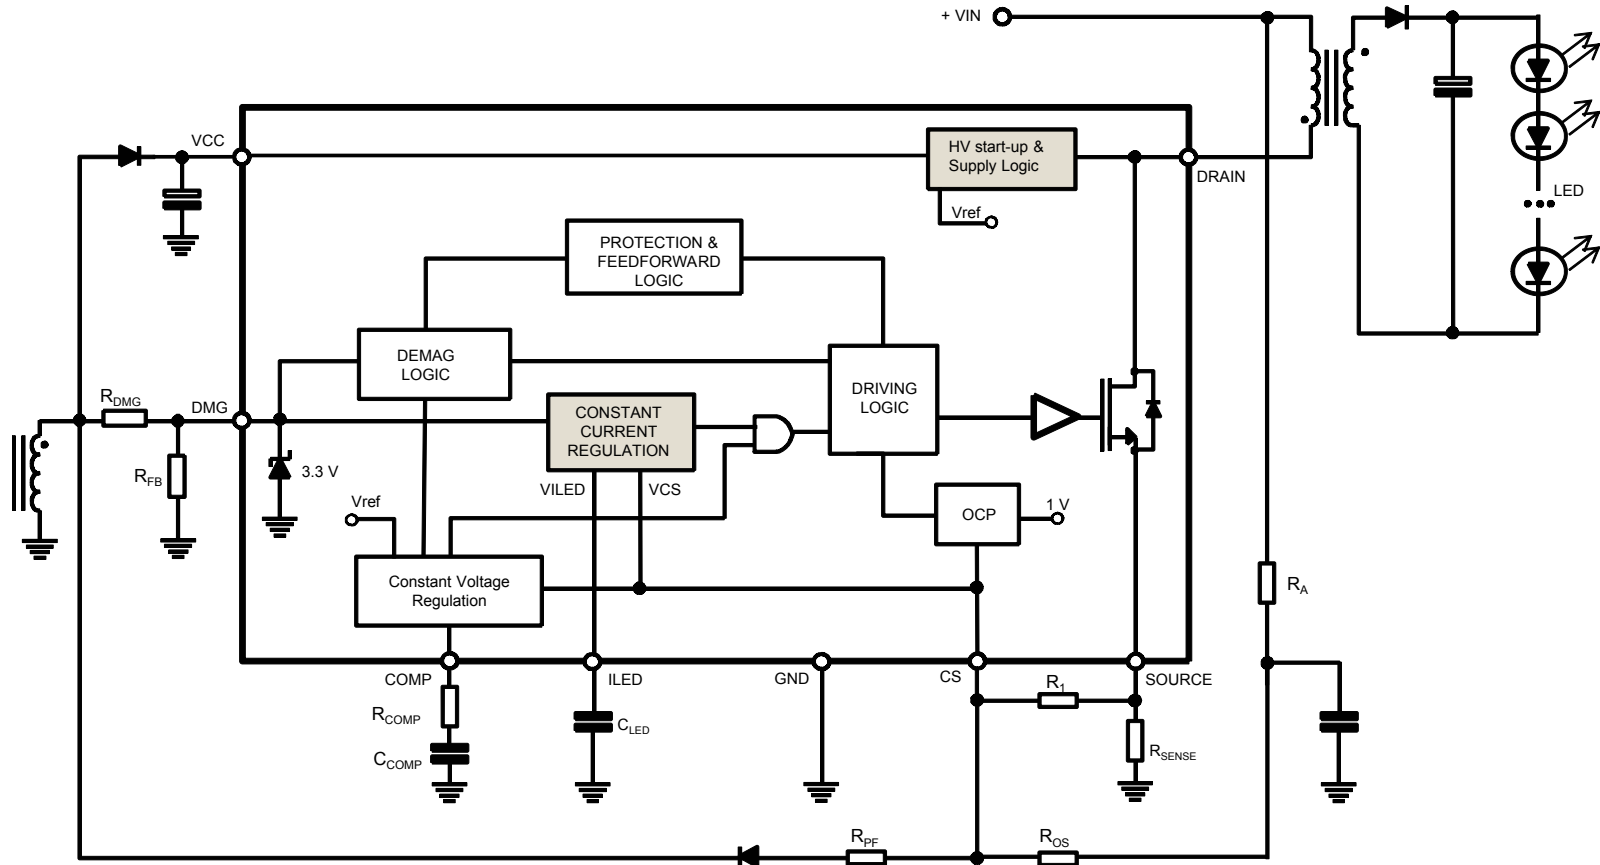 + VIN
VCC
HV start-up &
Supply Logic
DRAIN
LED
Vref
PROTECTION &
FEEDFORWARD
LOGIC
DEMAG
LOGIC
DRIVING
LOGIC
RDMG
DMG
CONSTANT
CURRENT
REGULATION
RFB
3.3 V
VILED
VCS
Vref
OCP
1 V
Constant Voltage
Regulation
RA
COMP
ILED
GND
CS
R1
SOURCE
RCOMP
CLED
CCOMP
RSENSE
RPF
ROS